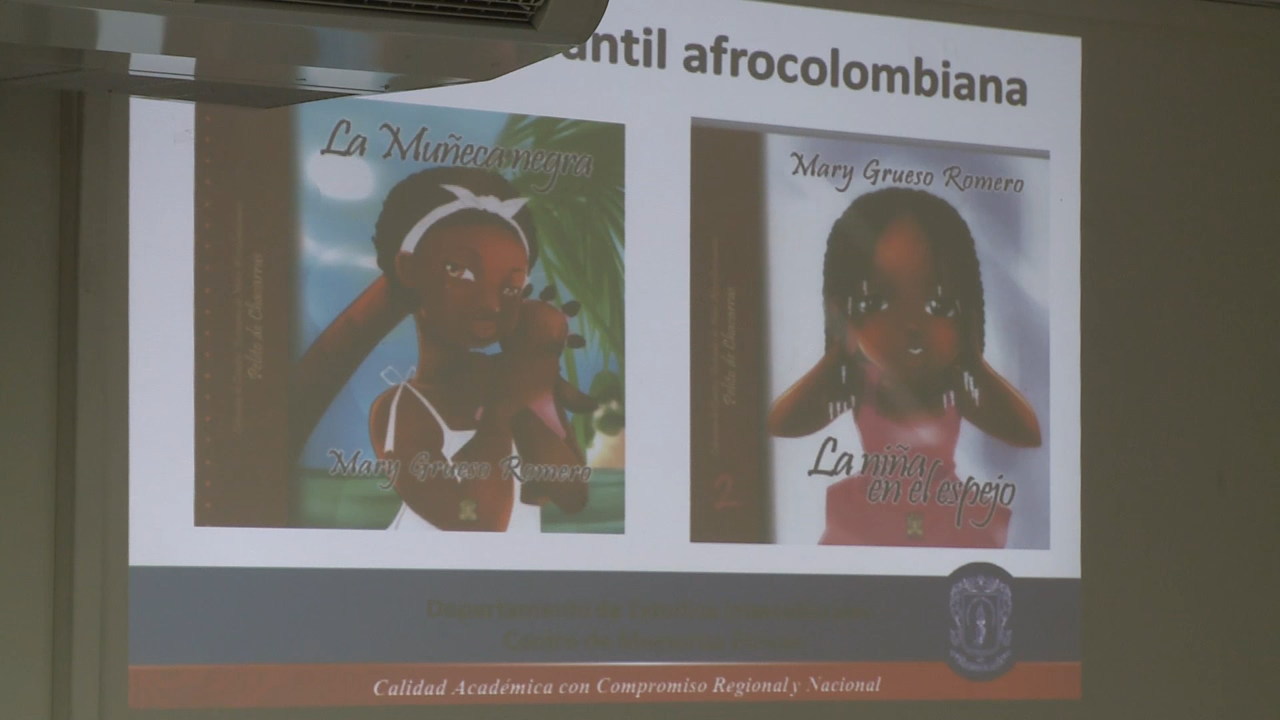 antil afrocolombiana
La Muñeca negra
Mary Grueso Romero
Mary Grueso Romero
La niña
en el espejo
Calidad Académica con Compromiso Regional y Nacional